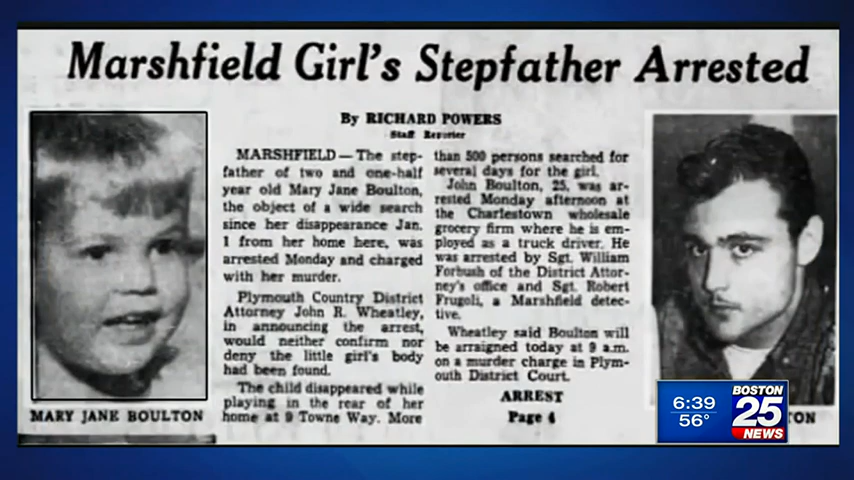 Marshfield Girl's Stepfather Arrested
By RICHARD POWERS
Staff Reporter
MARSHFIELD — The step-
father of two and one-half
year old Mary Jane Boulton,
the object of a wide search
since her disappearance Jan.
1 from her home here, was
arrested Monday and charged
with her murder.
Plymouth Country District
Attorney John R. Wheatley,
in announcing the arrest,
would neither confirm nor
deny the little girl's body
had been found.
The child disappeared while
playing in the rear of her
home at 9 Towne Way. More
than 500 persons searched for
several days for the girl.
John Boulton, 25, was ar-
rested Monday afternoon at
the Charlestown wholesale
grocery firm where he is em-
ployed as a truck driver. He
was arrested by Sgt. William
Forbush of the District Attor-
ney's office and Sgt. Robert
Frugoli, a Marshfield detec-
tive.
Wheatley said Boulton will
be arraigned today at 9 a.m.
on a murder charge in Plym-
outh District Court.
ARREST
Page 4
MARY JANE BOULTON
TON
6:39
56°
BOSTON
25
NEWS